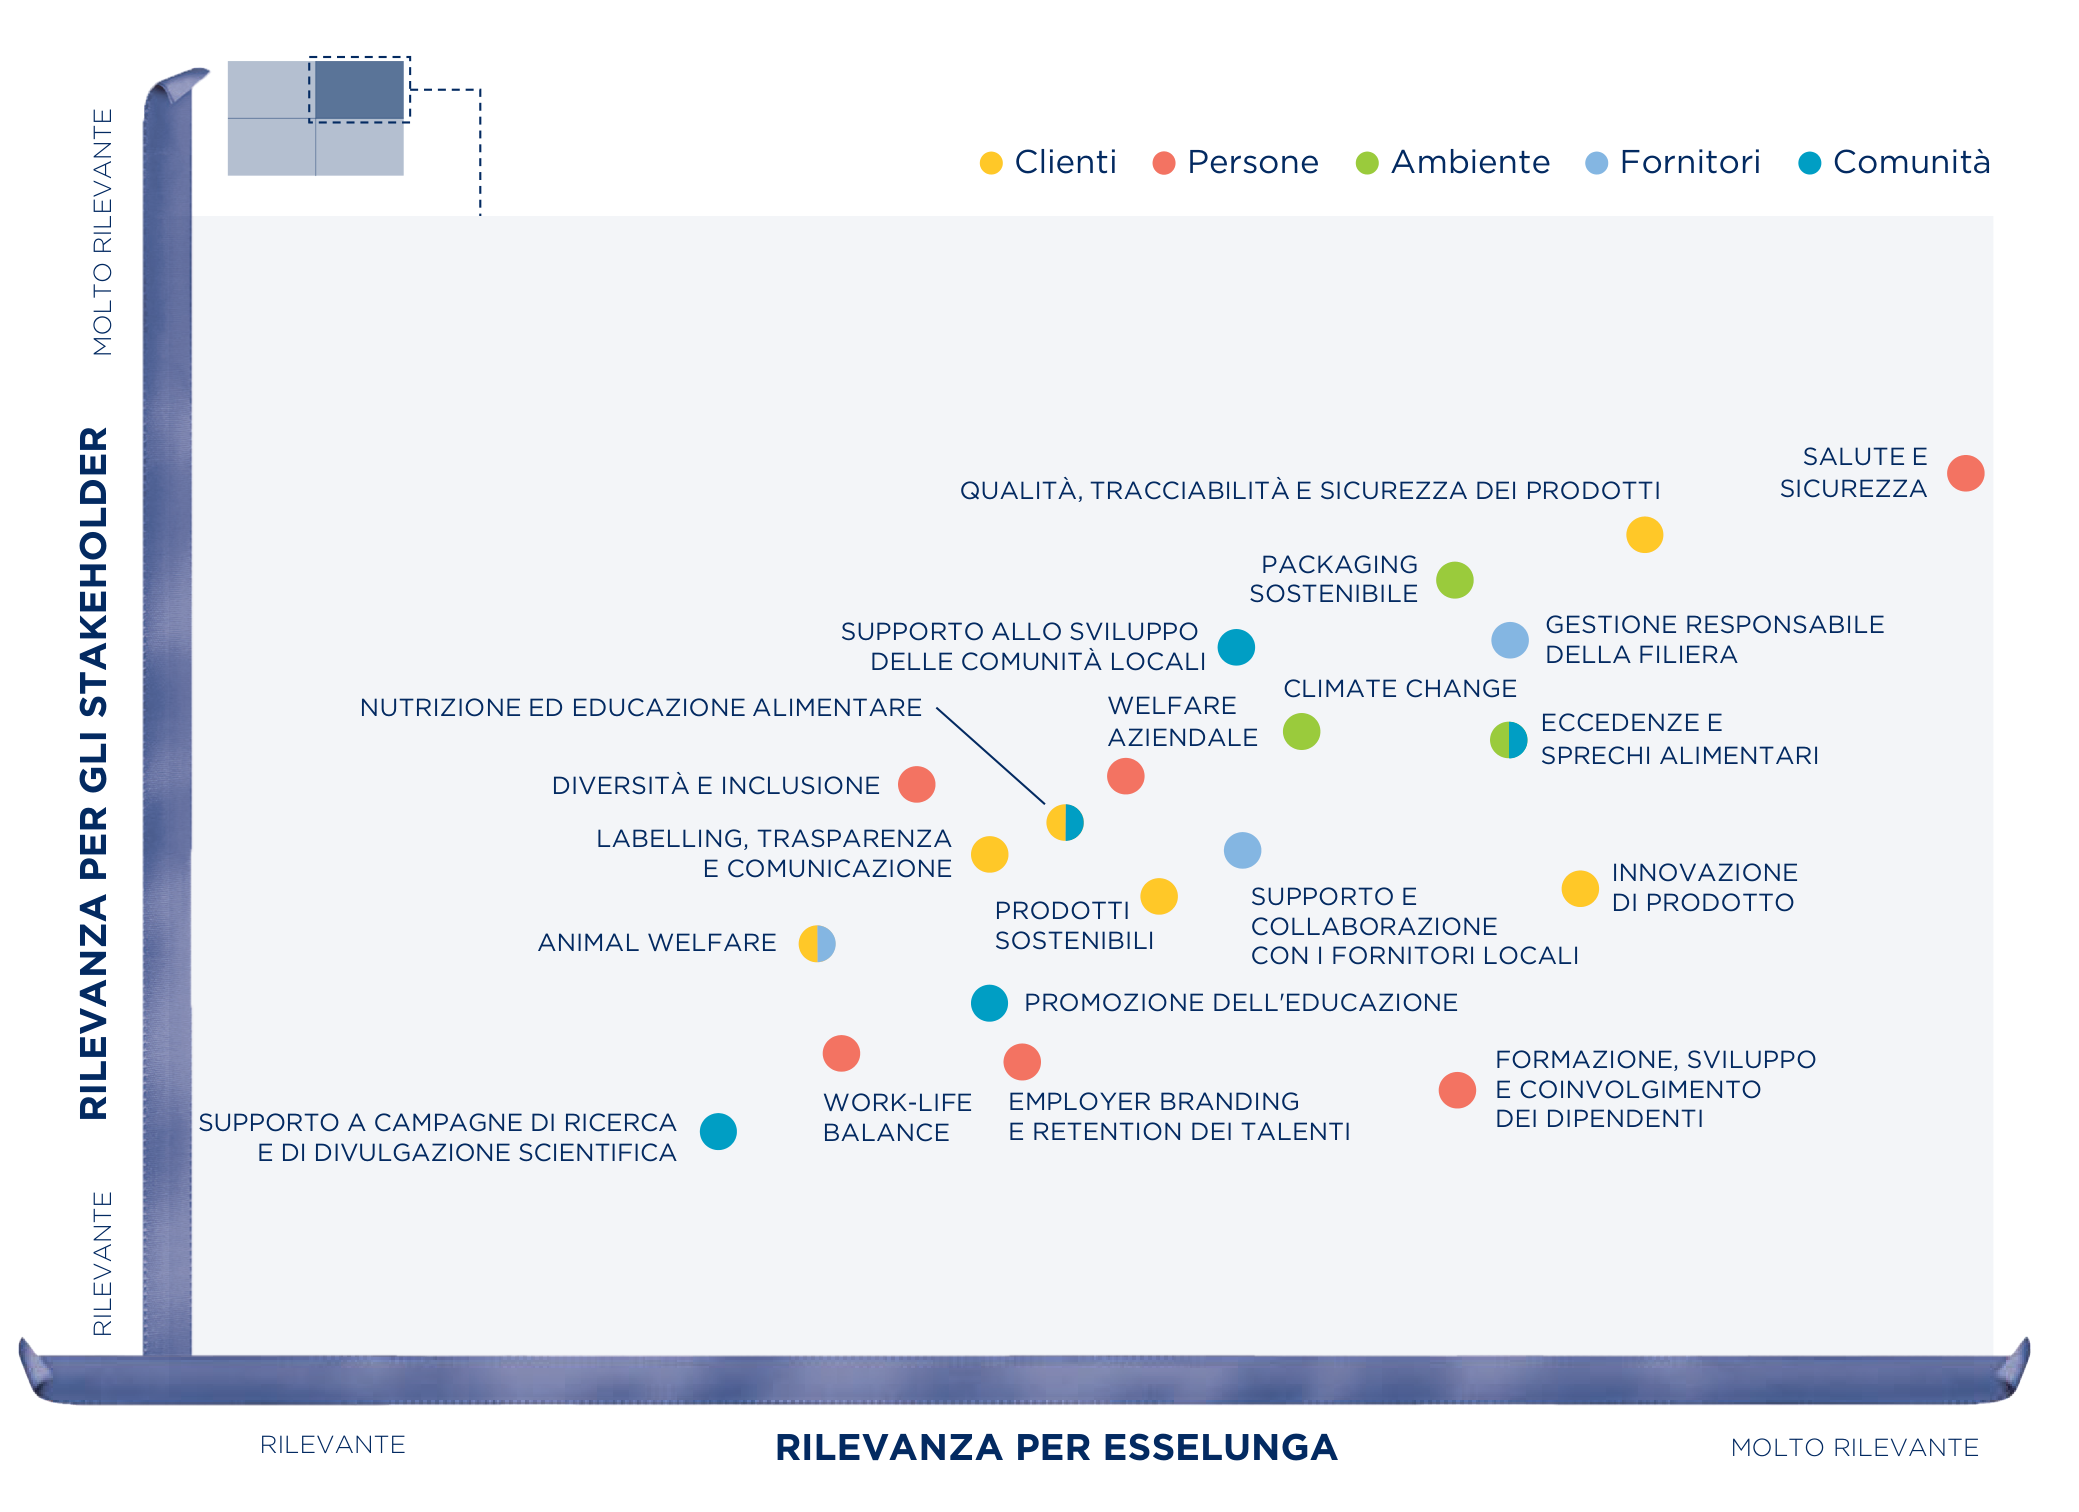 MOLTO RILEVANTE
RILEVANZA PER GLI STAKEHOLDER
RILEVANTE
Clienti
Persone
Ambiente
Fornitori
Comunità
SALUTE E
SICUREZZA
QUALITÀ, TRACCIABILITÀ E SICUREZZA DEI PRODOTTI
PACKAGING
SOSTENIBILE
SUPPORTO ALLO SVILUPPO
DELLE COMUNITÀ LOCALI
GESTIONE RESPONSABILE
DELLA FILIERA
CLIMATE CHANGE
NUTRIZIONE ED EDUCAZIONE ALIMENTARE
WELFARE
AZIENDALE
ECCEDENZE E
SPRECHI ALIMENTARI
DIVERSITÀ E INCLUSIONE
LABELLING, TRASPARENZA
E COMUNICAZIONE
INNOVAZIONE
DI PRODOTTO
PRODOTTI
SOSTENIBILI
SUPPORTO E
COLLABORAZIONE
CON I FORNITORI LOCALI
ANIMAL WELFARE
PROMOZIONE DELL'EDUCAZIONE
FORMAZIONE, SVILUPPO
E COINVOLGIMENTO
DEI DIPENDENTI
WORK-LIFE
BALANCE
EMPLOYER BRANDING
E RETENTION DEI TALENTI
SUPPORTO A CAMPAGNE DI RICERCA
E DI DIVULGAZIONE SCIENTIFICA
RILEVANTE
RILEVANZA PER ESSELUNGA
MOLTO RILEVANTE